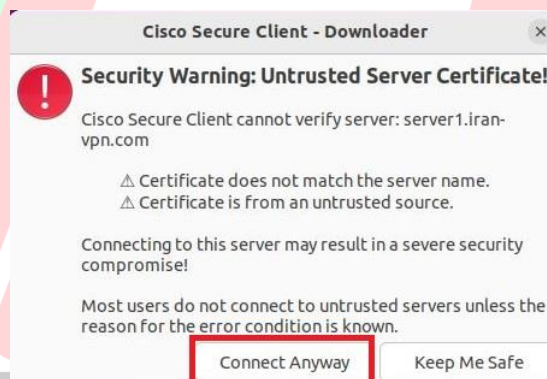 Cisco Secure Client - Downloader
Security Warning: Untrusted Server Certificate!
Cisco Secure Client cannot verify server: server1.iran-
vpn.com
⚠ Certificate does not match the server name.
⚠ Certificate is from an untrusted source.
Connecting to this server may result in a severe security
compromise!
Most users do not connect to untrusted servers unless the
reason for the error condition is known.
Connect Anyway Keep Me Safe